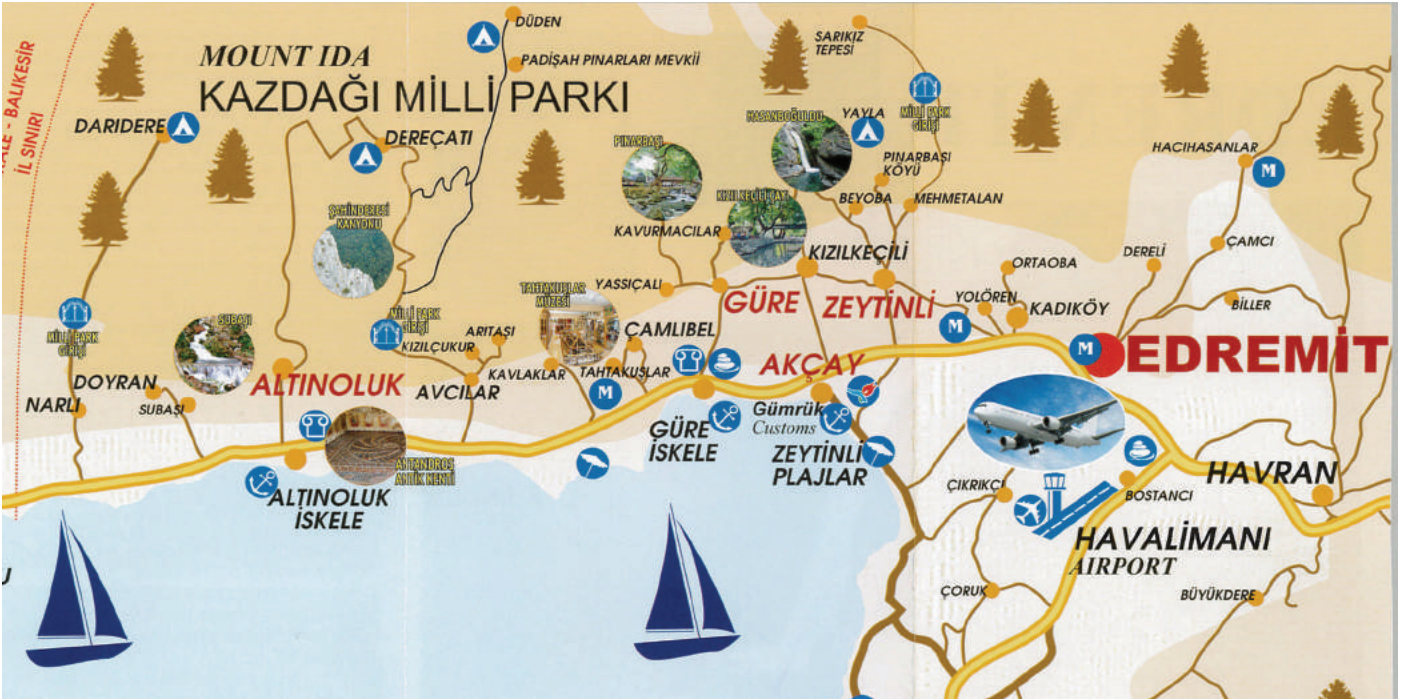 DÜDEN
SARIKIZ
TEPESİ
MOUNT IDA
PADİŞAH PINARLARI MEVKİİ
KAZDAĞI MİLLİ PARKI
ALE - BALIKESİR
İL SINIRI
DARIDERE
DEREÇATI
PINARBAŞI
HASANBOĞULDU
YAYLA
MİLLİ PARK
GİRİŞİ
HACIHASANLAR
M
PINARBAŞI
KÖYÜ
BEYOBA
MEHMETALAN
KIZILKEÇİLİ ÇAYI
ŞAHİNDERESİ
KANYONU
KAVURMACILAR
KIZILKEÇİLİ
ÇAMCI
DERELİ
ORTAOBA
YASSIÇALI
GÜRE
ZEYTİNLİ
YOLÖREN
KADIKÖY
BİLLER
TAHTAKUŞLAR
MÜZESİ
MİLLİ PARK
GİRİŞİ
SUBAŞI
MİLLİ PARK
GİRİŞİ
KIZILÇUKUR
ARITAŞI
ÇAMLIBEL
M
M
EDREMİT
DOYRAN
ALTINOLUK
AVCILAR
KAVLAKLAR
TAHTAKUŞLAR
AKÇAY
NARLI
SUBAŞI
M
Gümrük
Customs
GÜRE
İSKELE
ZEYTİNLİ
PLAJLAR
ANTANDROS
ANTİK KENTİ
HAVRAN
ÇIKRIKÇI
BOSTANCI
ALTINOLUK
İSKELE
HAVALİMANI
AIRPORT
ÇORUK
BÜYÜKDERE
U